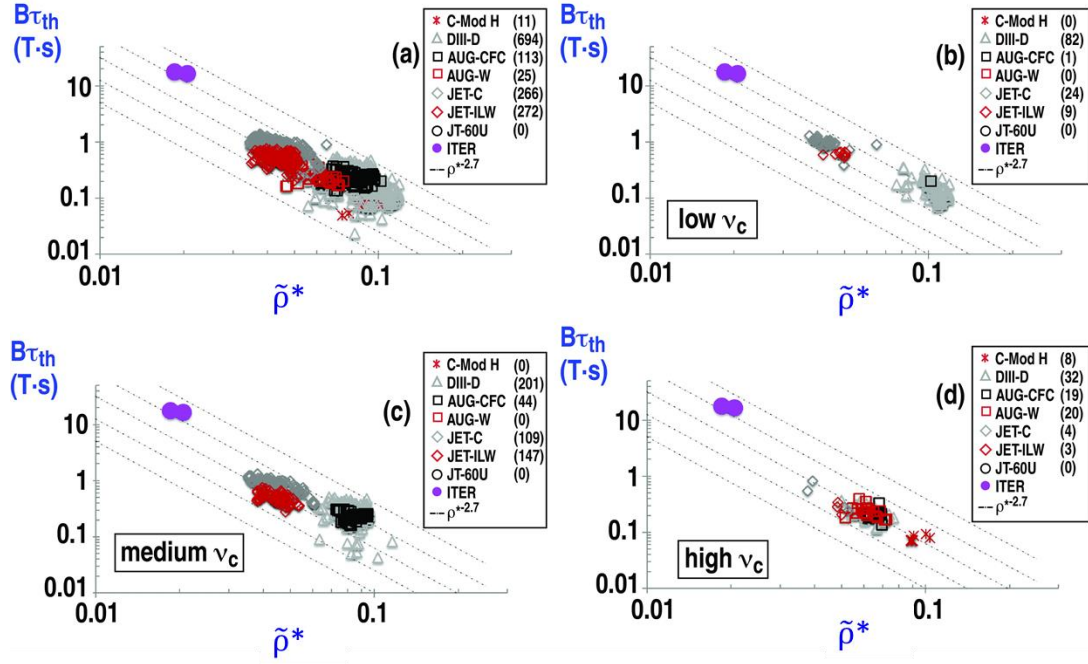 Bτth
(T·s)
(a)
C-Mod H (11)
DIII-D (694)
AUG-CFC (113)
AUG-W (25)
JET-C (266)
JET-ILW (272)
JT-60U (0)
ITER
ρ*-2.7
10
1
0.1
0.01
0.01
0.1
ρ̃*
Bτth
(T·s)
(b)
C-Mod H (0)
DIII-D (82)
AUG-CFC (1)
AUG-W (0)
JET-C (24)
JET-ILW (9)
JT-60U (0)
ITER
ρ*-2.7
10
1
0.1
0.01
low νc
0.01
0.1
ρ̃*
Bτth
(T·s)
(c)
C-Mod H (0)
DIII-D (201)
AUG-CFC (44)
AUG-W (0)
JET-C (109)
JET-ILW (147)
JT-60U (0)
ITER
ρ*-2.7
10
1
0.1
0.01
medium νc
0.01
0.1
ρ̃*
Bτth
(T·s)
(d)
C-Mod H (8)
DIII-D (32)
AUG-CFC (19)
AUG-W (20)
JET-C (4)
JET-ILW (3)
JT-60U (0)
ITER
ρ*-2.7
10
1
0.1
0.01
high νc
0.01
0.1
ρ̃*